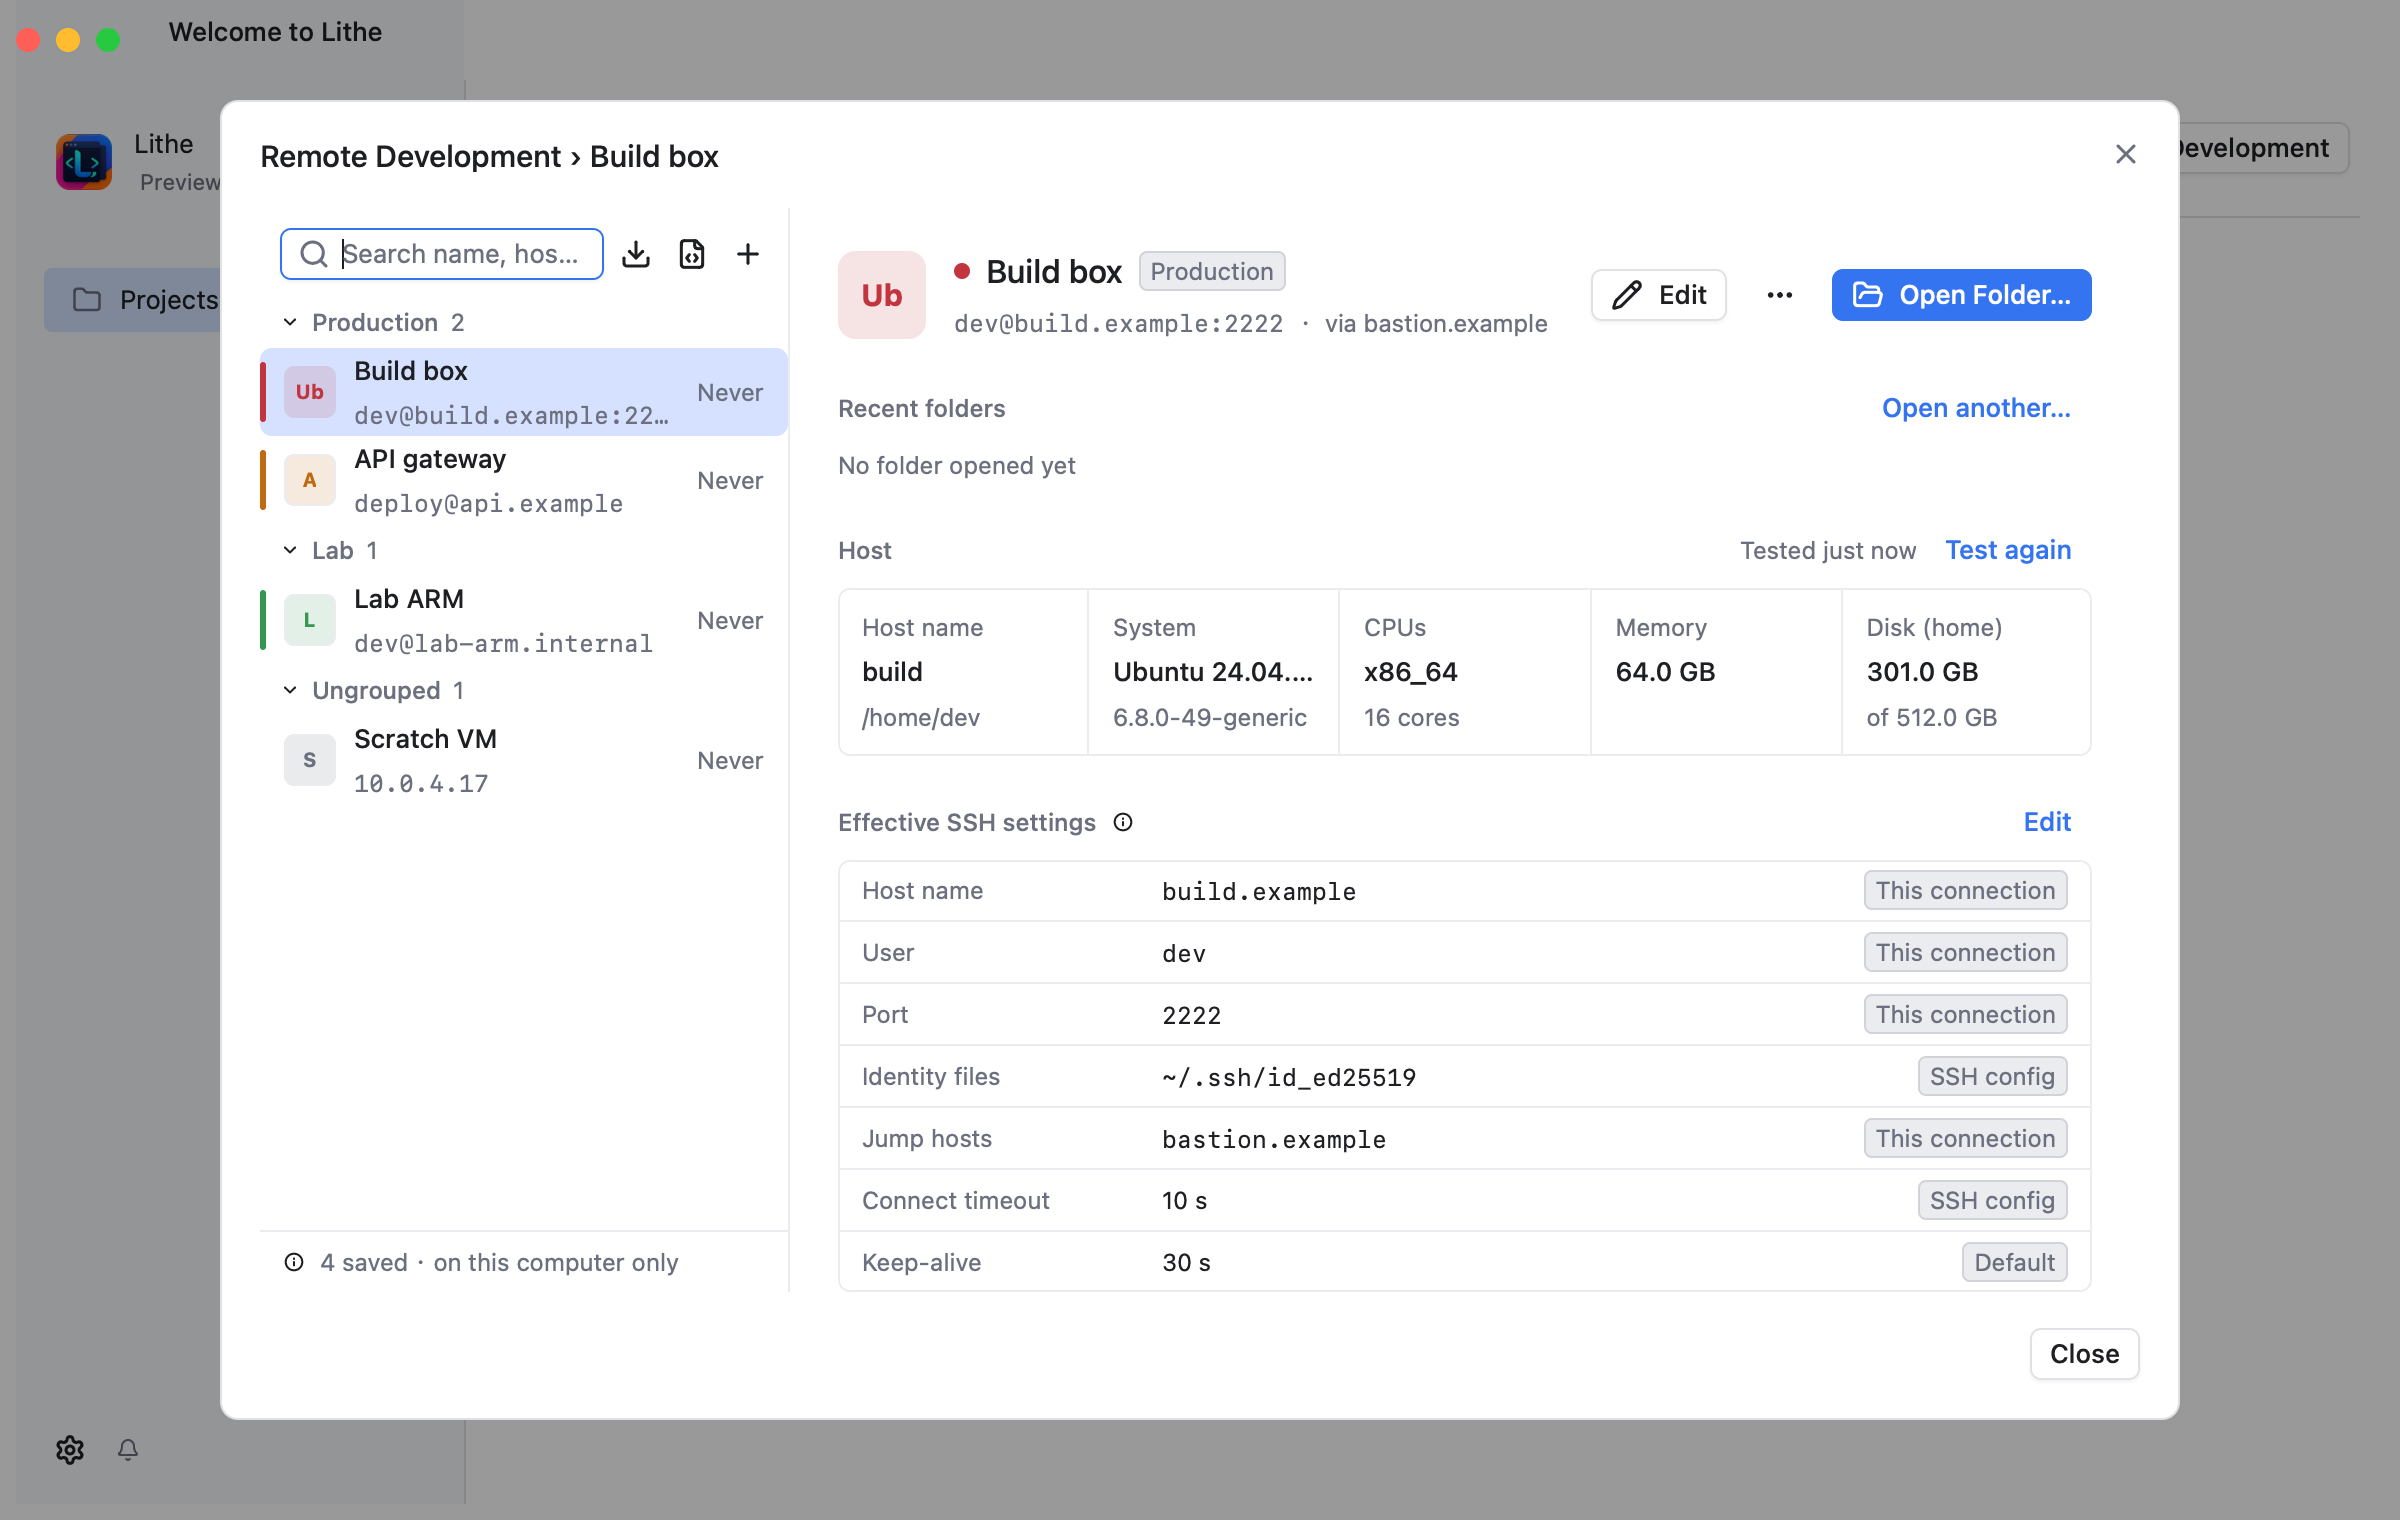 Welcome to Lithe
Lithe
Preview
Projects
Development
Remote Development › Build box
Search name, hos...
Production 2
Ub
Build box
dev@build.example:22…
Never
A
API gateway
deploy@api.example
Never
Lab 1
L
Lab ARM
dev@lab-arm.internal
Never
Ungrouped 1
S
Scratch VM
10.0.4.17
Never
4 saved · on this computer only
Ub
Build box
Production
dev@build.example:2222 · via bastion.example
Edit
Open Folder...
Recent folders
Open another...
No folder opened yet
Host
Tested just now
Test again
Host name
build
/home/dev
System
Ubuntu 24.04....
6.8.0-49-generic
CPUs
x86_64
16 cores
Memory
64.0 GB
Disk (home)
301.0 GB
of 512.0 GB
Effective SSH settings
Edit
Host name build.example This connection
User dev This connection
Port 2222 This connection
Identity files ~/.ssh/id_ed25519 SSH config
Jump hosts bastion.example This connection
Connect timeout 10 s SSH config
Keep-alive 30 s Default
Close